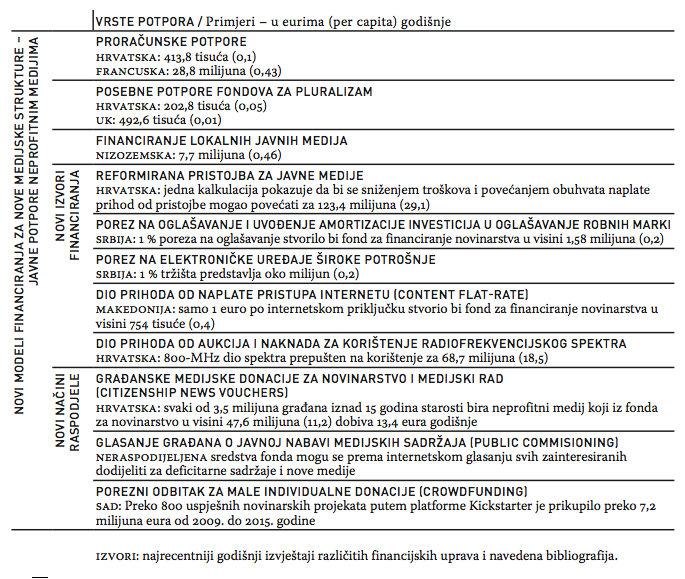 VRSTE POTPORA / Primjeri – u eurima (per capita) godišnje
NOVI MODELI FINANCIRANJA ZA NOVE MEDIJSKE STRUKTURE –
JAVNE POTPORE NEPROFITNIM MEDIJIMA
PRORAČUNSKE POTPORE
HRVATSKA: 413,8 tisuća (0,1)
FRANCUSKA: 28,8 milijuna (0,43)
POSEBNE POTPORE FONDOVA ZA PLURALIZAM
HRVATSKA: 202,8 tisuća (0,05)
UK: 492,6 tisuća (0,01)
FINANCIRANJE LOKALNIH JAVNIH MEDIJA
NIZOZEMSKA: 7,7 milijuna (0,46)
NOVI IZVORI
FINANCIRANJA
REFORMIRANA PRISTOJBA ZA JAVNE MEDIJE
HRVATSKA: jedna kalkulacija pokazuje da bi se sniženjem troškova i povećanjem obuhvata naplate
prihod od pristojbe mogao povećati za 123,4 milijuna (29,1)
POREZ NA OGLAŠAVANJE I UVOĐENJE AMORTIZACIJE INVESTICIJA U OGLAŠAVANJE ROBNIH MARKI
SRBIJA: 1 % poreza na oglašavanje stvorilo bi fond za financiranje novinarstva u visini 1,58 milijuna (0,2)
POREZ NA ELEKTRONIČKE UREĐAJE ŠIROKE POTROŠNJE
SRBIJA: 1 % tržišta predstavlja oko milijun (0,2)
DIO PRIHODA OD NAPLATE PRISTUPA INTERNETU (CONTENT FLAT-RATE)
MAKEDONIJA: samo 1 euro po internetskom priključku stvorio bi fond za financiranje novinarstva u
visini 754 tisuće (0,4)
DIO PRIHODA OD AUKCIJA I NAKNADA ZA KORIŠTENJE RADIOFREKVENCIJSKOG SPEKTRA
HRVATSKA: 800-MHz dio spektra prepušten na korištenje za 68,7 milijuna (18,5)
NOVI NAČINI
RASPODJELE
GRAĐANSKE MEDIJSKE DONACIJE ZA NOVINARSTVO I MEDIJSKI RAD
(CITIZENSHIP NEWS VOUCHERS)
HRVATSKA: svaki od 3,5 milijuna građana iznad 15 godina starosti bira neprofitni medij koji iz fonda
za novinarstvo u visini 47,6 milijuna (11,2) dobiva 13,4 eura godišnje
GLASANJE GRAĐANA O JAVNOJ NABAVI MEDIJSKIH SADRŽAJA (PUBLIC COMMISIONING)
NERASPODIJELJENA sredstva fonda mogu se prema internetskom glasanju svih zainteresiranih
dodijeliti za deficitarne sadržaje i nove medije
POREZNI ODBITAK ZA MALE INDIVIDUALNE DONACIJE (CROWDFUNDING)
SAD: Preko 800 uspješnih novinarskih projekata putem platforme Kickstarter je prikupilo preko 7,2
milijuna eura od 2009. do 2015. godine
IZVORI: najrecentniji godišnji izvještaji različitih financijskih uprava i navedena bibliografija.